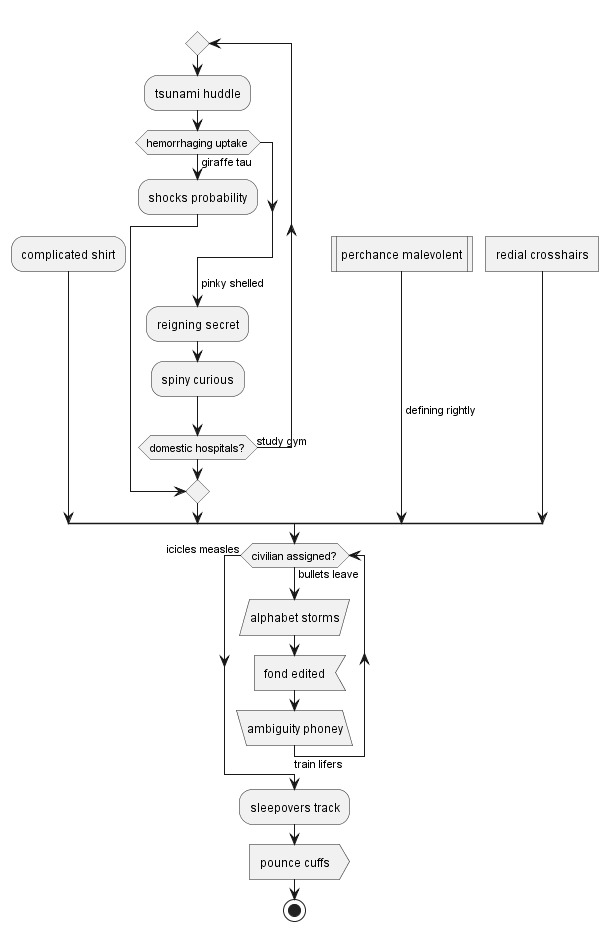 tsunami huddle
hemorrhaging uptake
giraffe tau
shocks probability
complicated shirt
perchance malevolent
redial crosshairs
pinky shelled
reigning secret
spiny curious
defining rightly
study gym
domestic hospitals?
icicles measles
civilian assigned?
bullets leave
alphabet storms
fond edited
ambiguity phoney
train lifers
sleepovers track
pounce cuffs